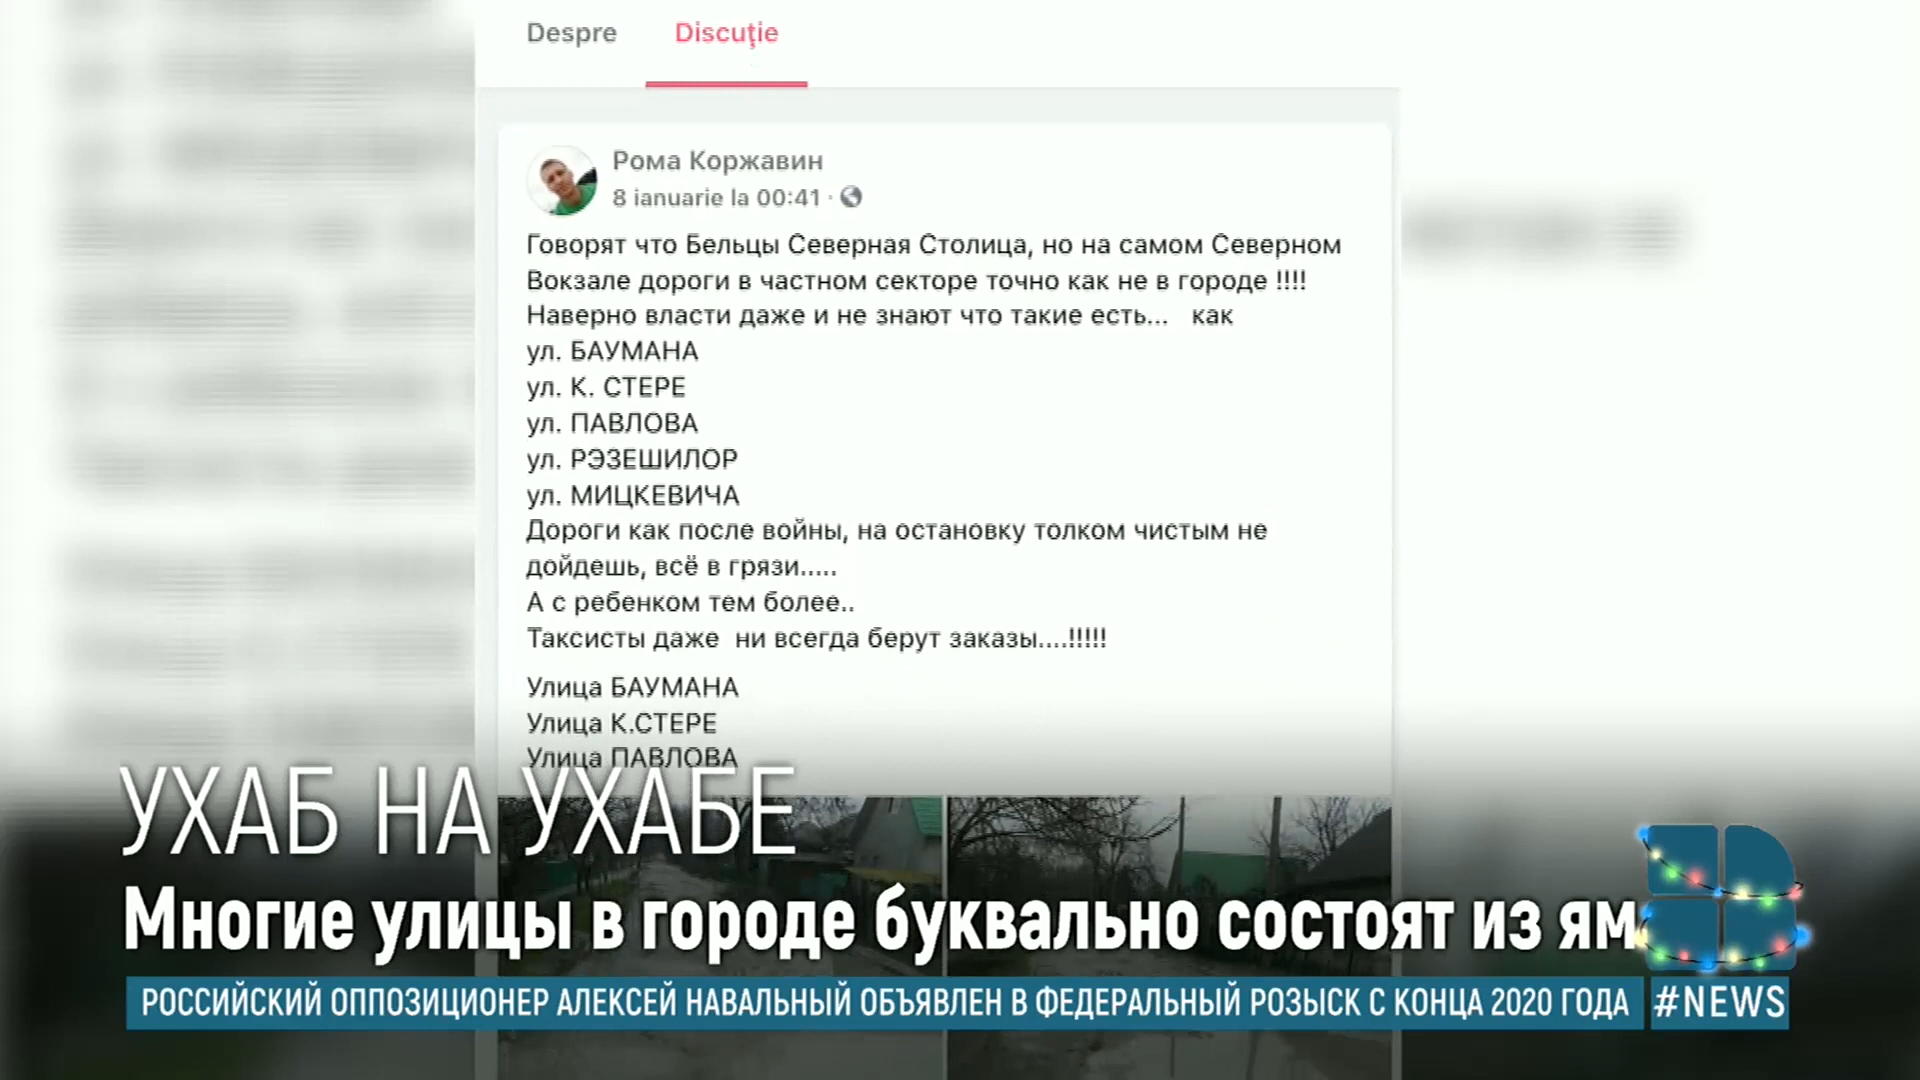 Despre
Discuție
Рома Коржавин
8 ianuarie la 00:41 ·
Говорят что Бельцы Северная Столица, но на самом Северном
Вокзале дороги в частном секторе точно как не в городе !!!!
Наверно власти даже и не знают что такие есть... как
ул. БАУМАНА
ул. К. СТЕРЕ
ул. ПАВЛОВА
ул. РЭЗЕШИЛОР
ул. МИЦКЕВИЧА
Дороги как после войны, на остановку толком чистым не
дойдешь, всё в грязи.....
А с ребенком тем более..
Таксисты даже ни всегда берут заказы....!!!!!
Улица БАУМАНА
Улица К.СТЕРЕ
Улица ПАВЛОВА
УХАБ НА УХАБЕ
Многие улицы в городе буквально состоят из ям
РОССИЙСКИЙ ОППОЗИЦИОНЕР АЛЕКСЕЙ НАВАЛЬНЫЙ ОБЪЯВЛЕН В ФЕДЕРАЛЬНЫЙ РОЗЫСК С КОНЦА 2020 ГОДА
#NEWS